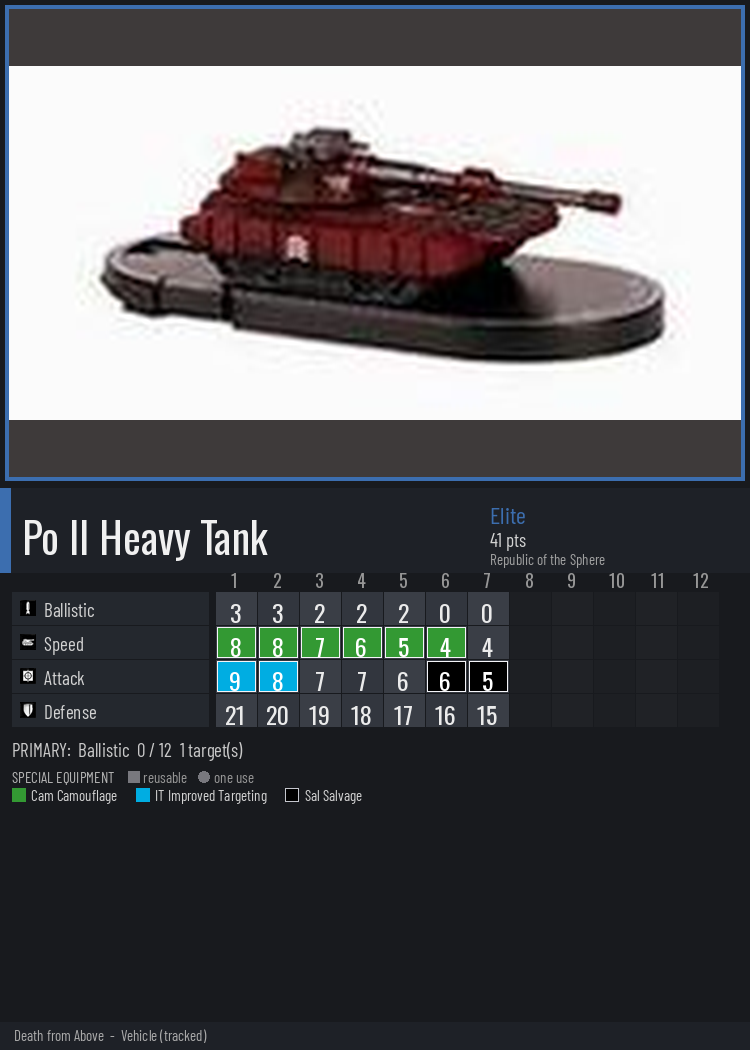 Po II Heavy Tank
Elite
41 pts
Republic of the Sphere
1 2 3 4 5 6 7 8 9 10 11 12
Ballistic 3 3 2 2 2 0 0
Speed 8 8 7 6 5 4 4
Attack 9 8 7 7 6 6 5
Defense 21 20 19 18 17 16 15
PRIMARY: Ballistic 0 / 12 1 target(s)
SPECIAL EQUIPMENT reusable one use
Cam Camouflage IT Improved Targeting Sal Salvage
Death from Above - Vehicle (tracked)